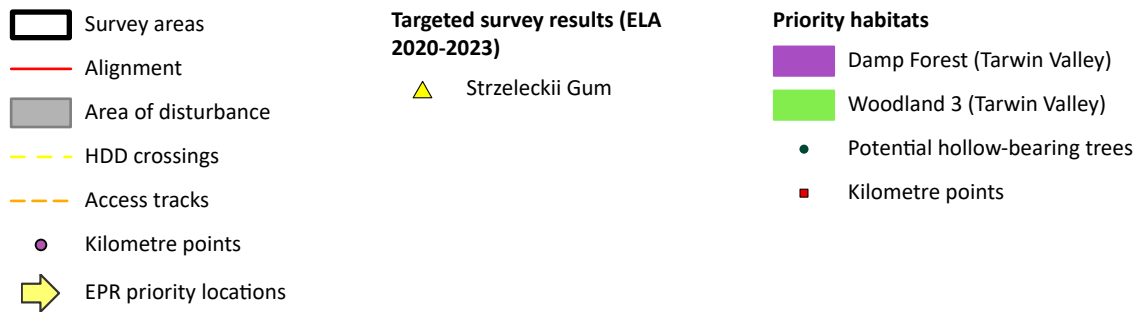 Survey areas
Alignment
Area of disturbance
HDD crossings
Access tracks
Kilometre points
EPR priority locations
Targeted survey results (ELA
2020-2023)
Strzeleckii Gum
Priority habitats
Damp Forest (Tarwin Valley)
Woodland 3 (Tarwin Valley)
Potential hollow-bearing trees
Kilometre points